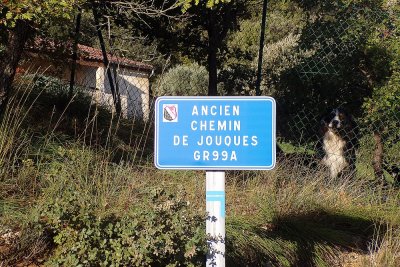 ANCIEN
CHEMIN
DE JOUQUES
GR99A